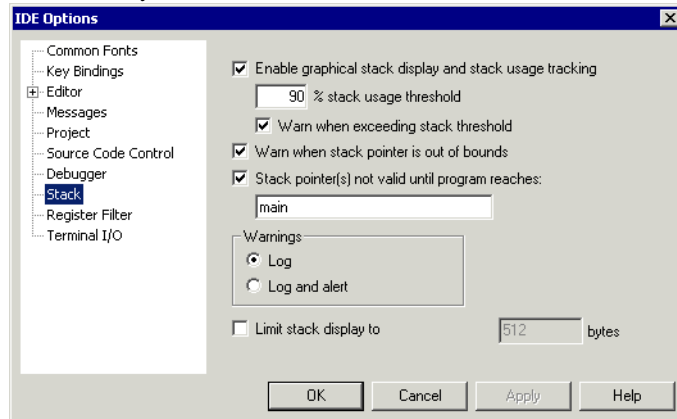 IDE Options
Common Fonts
Key Bindings
Editor
Messages
Project
Source Code Control
Debugger
Stack
Register Filter
Terminal I/O
Enable graphical stack display and stack usage tracking
90 % stack usage threshold
Warn when exceeding stack threshold
Warn when stack pointer is out of bounds
Stack pointer(s) not valid until program reaches:
main
Warnings
Log
Log and alert
Limit stack display to 512 bytes
OK Cancel Apply Help